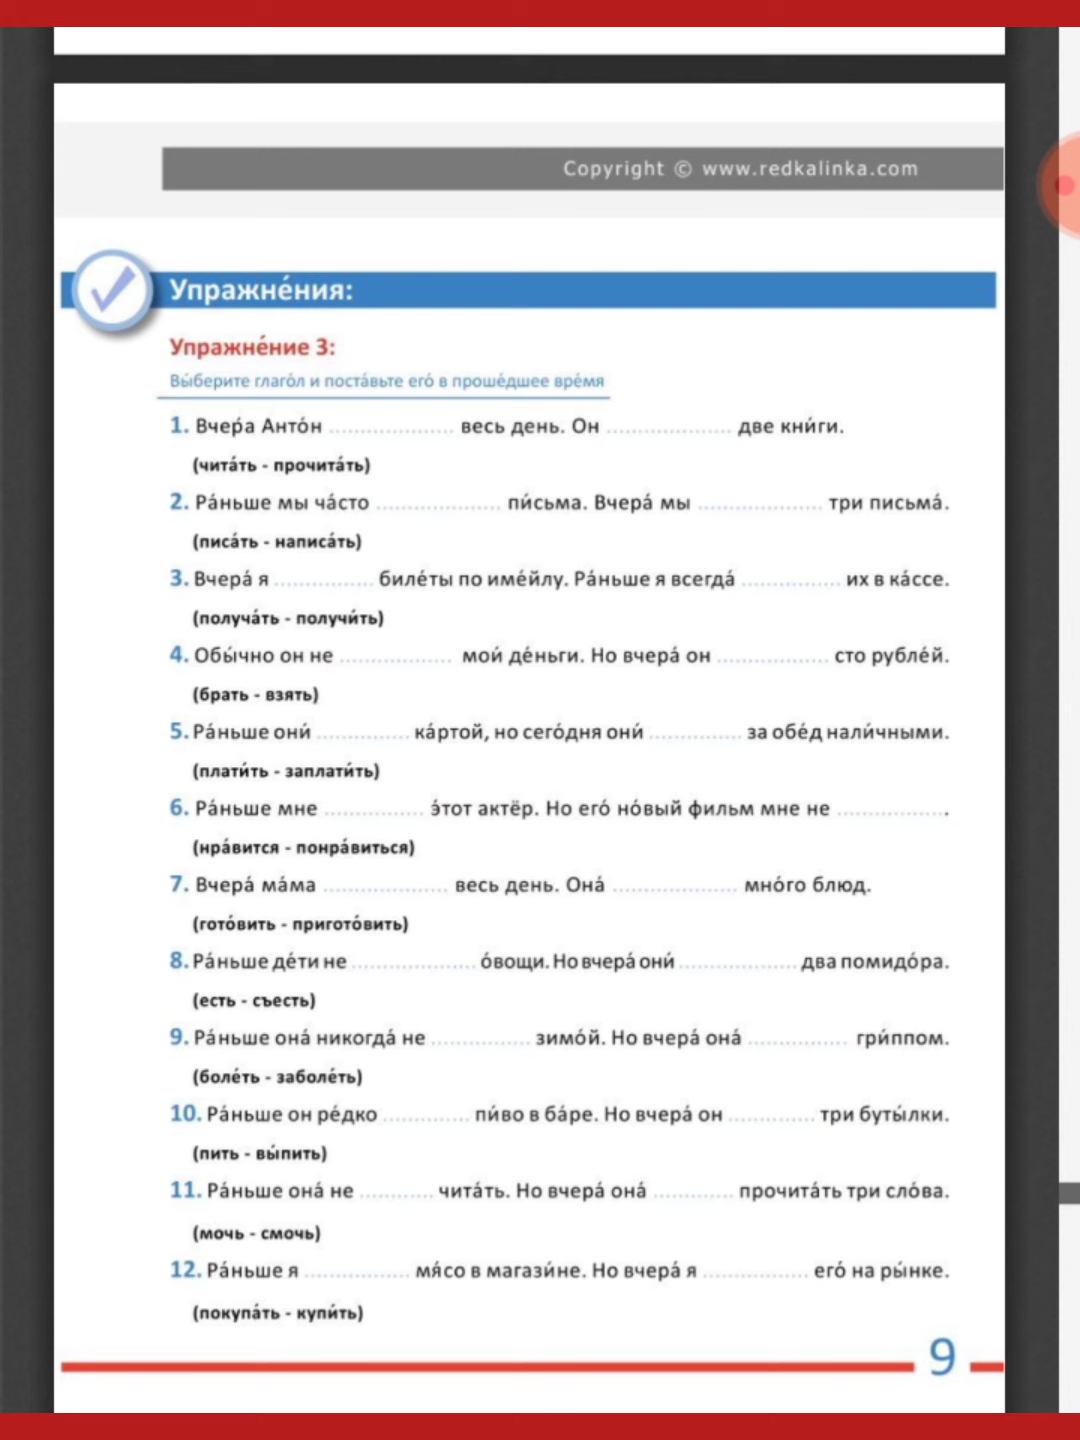 Copyright © www.redkalinka.com
Упражне́ния:
Упражне́ние 3:
Вы́берите глаго́л и поста́вьте его́ в проше́дшее вре́мя
1. Вчера́ Анто́н .................... весь день. Он .................... две кни́ги.
(чита́ть - прочита́ть)
2. Ра́ньше мы ча́сто .................... пи́сьма. Вчера́ мы .................... три письма́.
(писа́ть - написа́ть)
3. Вчера́ я ................ биле́ты по име́йлу. Ра́ньше я всегда́ ................ их в ка́ссе.
(получа́ть - получи́ть)
4. Обы́чно он не .................. мои́ де́ньги. Но вчера́ он .................. сто рубле́й.
(брать - взять)
5. Ра́ньше они́ ............... ка́ртой, но сего́дня они́ ............... за обе́д нали́чными.
(плати́ть - заплати́ть)
6. Ра́ньше мне ................ э́тот актёр. Но его́ но́вый фильм мне не ..................
(нра́вится - понра́виться)
7. Вчера́ ма́ма .................... весь день. Она́ .................... мно́го блюд.
(гото́вить - пригото́вить)
8. Ра́ньше де́ти не .................... о́вощи. Но вчера́ они́ ................... два помидо́ра.
(есть - съесть)
9. Ра́ньше она́ никогда́ не ................ зимо́й. Но вчера́ она́ ................ гри́ппом.
(боле́ть - заболе́ть)
10. Ра́ньше он ре́дко .............. пи́во в ба́ре. Но вчера́ он .............. три буты́лки.
(пить - вы́пить)
11. Ра́ньше она́ не ............ чита́ть. Но вчера́ она́ ............. прочита́ть три сло́ва.
(мочь - смочь)
12. Ра́ньше я ................. мя́со в магази́не. Но вчера́ я ................. его́ на ры́нке.
(покупа́ть - купи́ть)
9